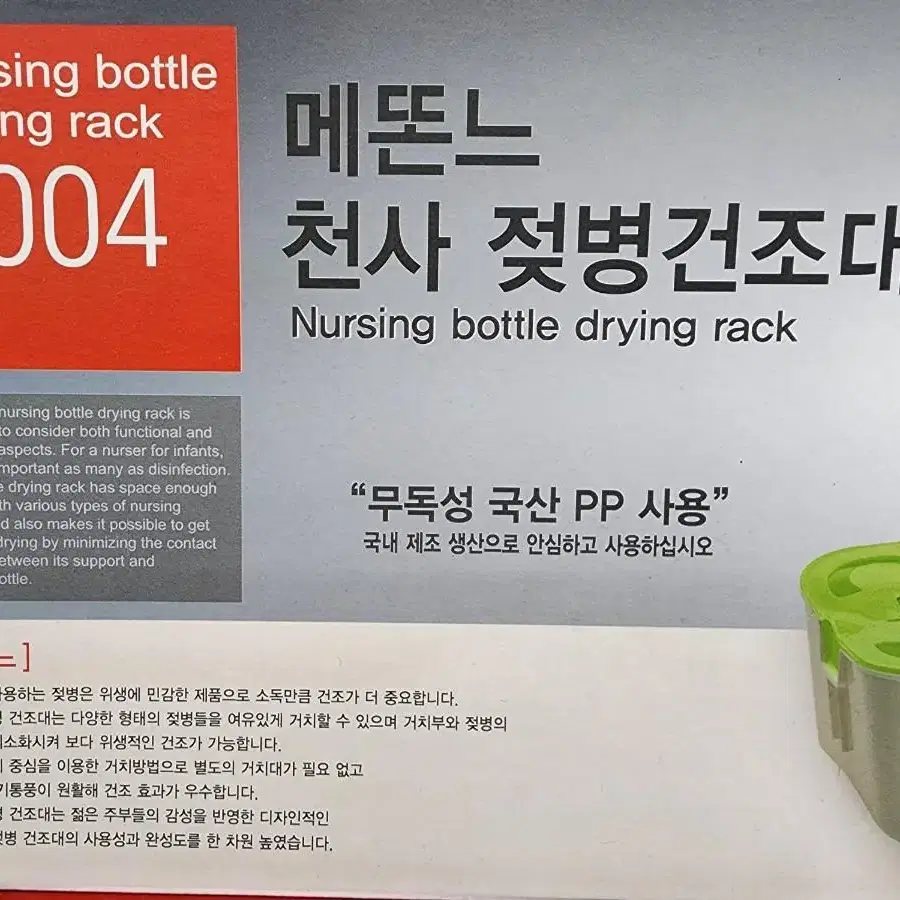 sing bottle
ng rack
004
메똔느
천사 젖병건조대
Nursing bottle drying rack
nursing bottle drying rack is
to consider both functional and
aspects. For a nurser for infants,
mportant as many as disinfection.
e drying rack has space enough
th various types of nursing
d also makes it possible to get
drying by minimizing the contact
etween its support and
ottle.
“무독성 국산 PP 사용”
국내 제조 생산으로 안심하고 사용하십시오
느]
사용하는 젖병은 위생에 민감한 제품으로 소독만큼 건조가 더 중요합니다.
병 건조대는 다양한 형태의 젖병들을 여유있게 거치할 수 있으며 거치부와 젖병의
최소화시켜 보다 위생적인 건조가 가능합니다.
의 중심을 이용한 거치방법으로 별도의 거치대가 필요 없고
기통풍이 원활해 건조 효과가 우수합니다.
병 건조대는 젊은 주부들의 감성을 반영한 디자인적인
젖병 건조대의 사용성과 완성도를 한 차원 높였습니다.